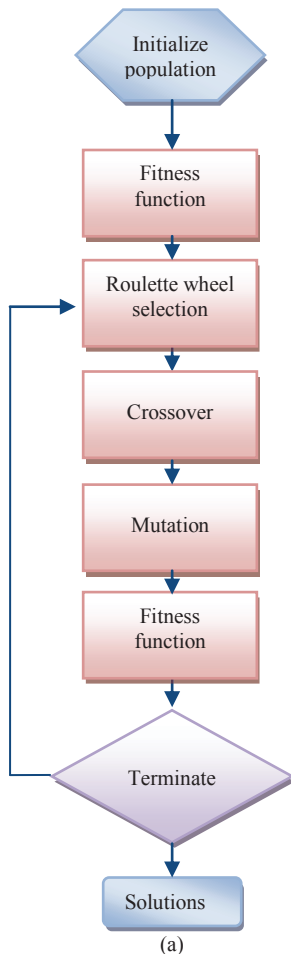 Initialize
population
Fitness
function
Roulette wheel
selection
Crossover
Mutation
Fitness
function
Terminate
Solutions
(a)